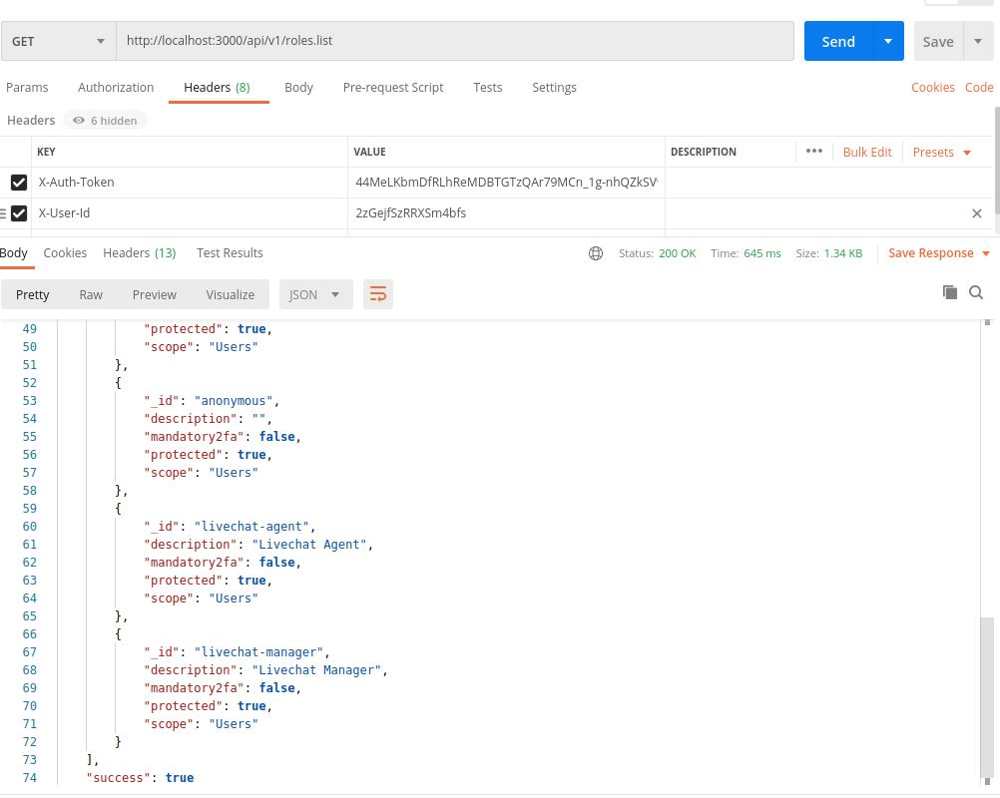 GET http://localhost:3000/api/v1/roles.list Send Save
Params Authorization Headers (8) Body Pre-request Script Tests Settings Cookies Code
Headers 6 hidden
KEY VALUE DESCRIPTION ••• Bulk Edit Presets
X-Auth-Token 44MeLKbmDfRLhReMDBTGTzQAr79MCn_1g-nhQZkSV
X-User-Id 2zGejfSzRRXSm4bfs
Body Cookies Headers (13) Test Results Status: 200 OK Time: 645 ms Size: 1.34 KB Save Response
Pretty Raw Preview Visualize JSON
49 "protected": true,
50 "scope": "Users"
51 },
52 {
53 "_id": "anonymous",
54 "description": "",
55 "mandatory2fa": false,
56 "protected": true,
57 "scope": "Users"
58 },
59 {
60 "_id": "livechat-agent",
61 "description": "Livechat Agent",
62 "mandatory2fa": false,
63 "protected": true,
64 "scope": "Users"
65 },
66 {
67 "_id": "livechat-manager",
68 "description": "Livechat Manager",
69 "mandatory2fa": false,
70 "protected": true,
71 "scope": "Users"
72 }
73 ],
74 "success": true